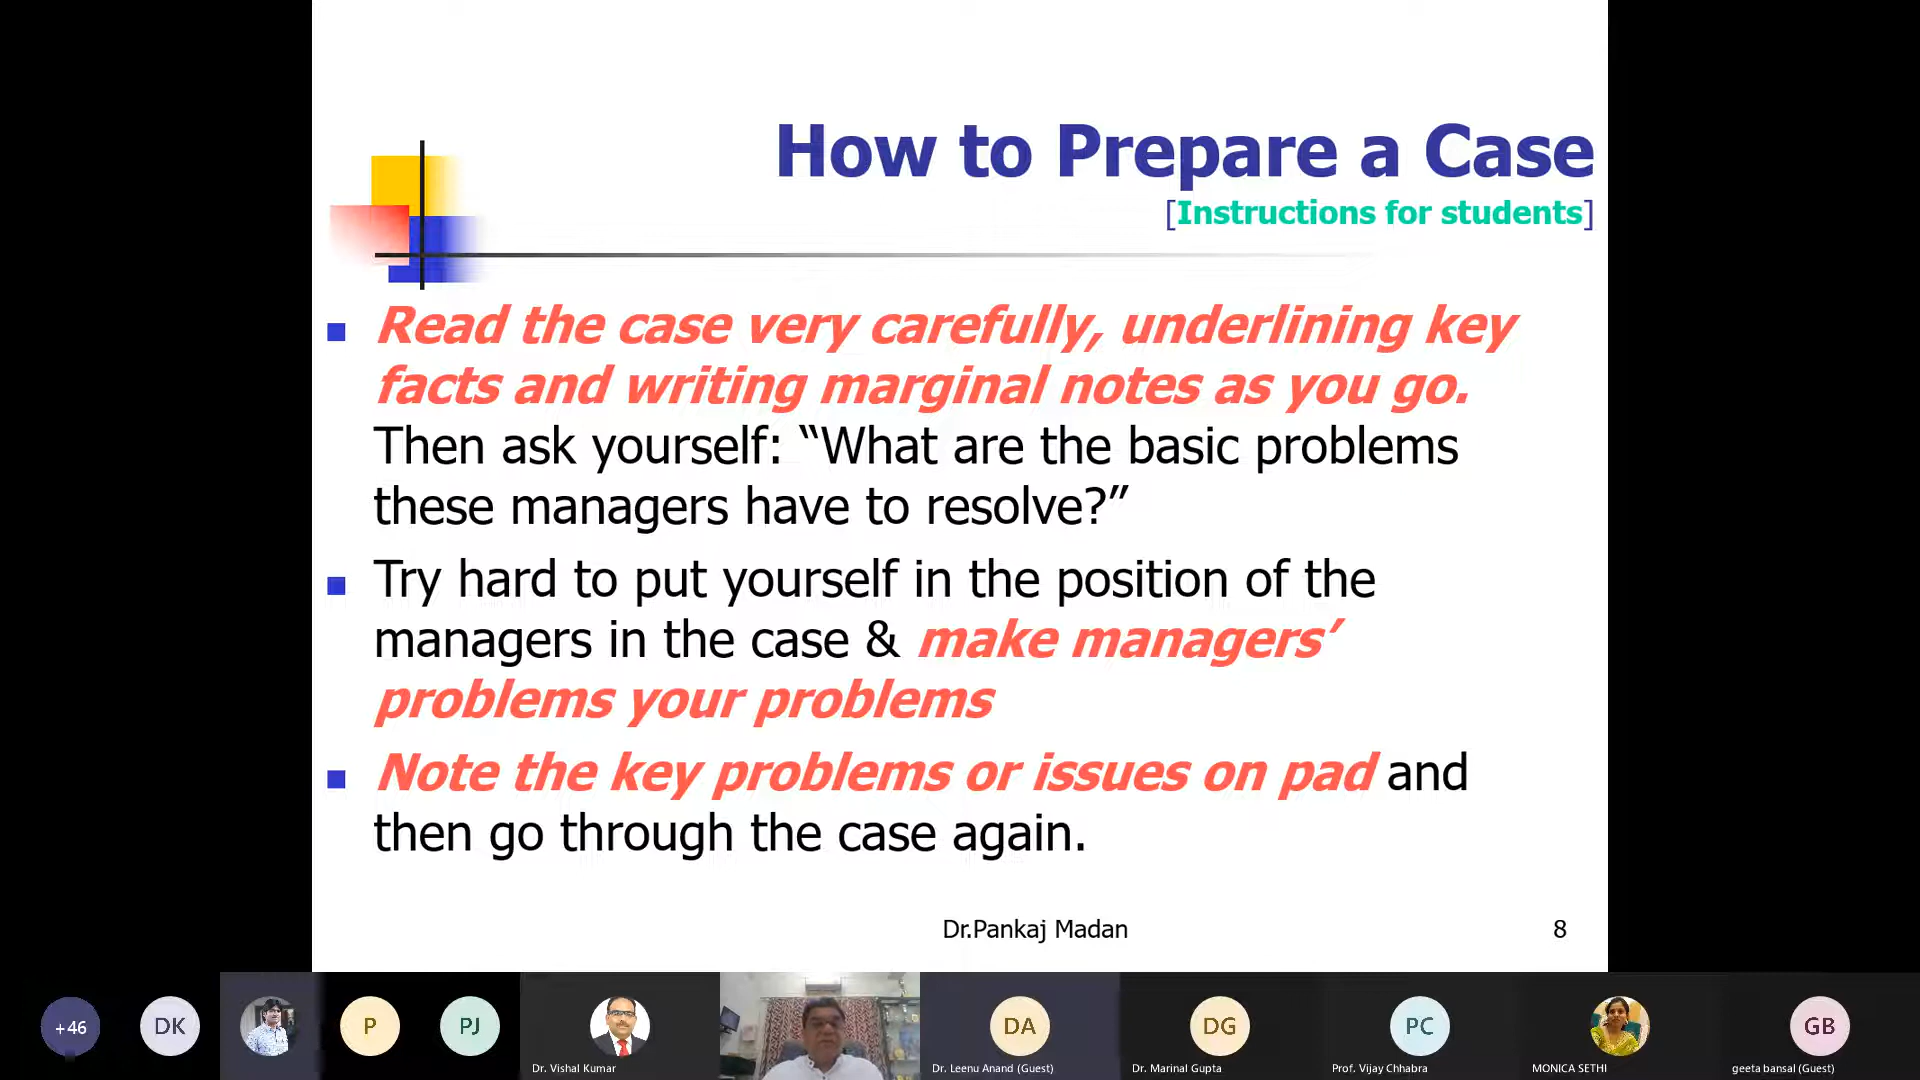 How to Prepare a Case
[Instructions for students]
Read the case very carefully, underlining key
facts and writing marginal notes as you go.
Then ask yourself: “What are the basic problems
these managers have to resolve?”
Try hard to put yourself in the position of the
managers in the case & make managers’
problems your problems
Note the key problems or issues on pad and
then go through the case again.
Dr.Pankaj Madan
8
+46
DK
P
PJ
DA
DG
PC
GB
Dr. Vishal Kumar
Dr. Leenu Anand (Guest)
Dr. Marinal Gupta
Prof. Vijay Chhabra
MONICA SETHI
geeta bansal (Guest)